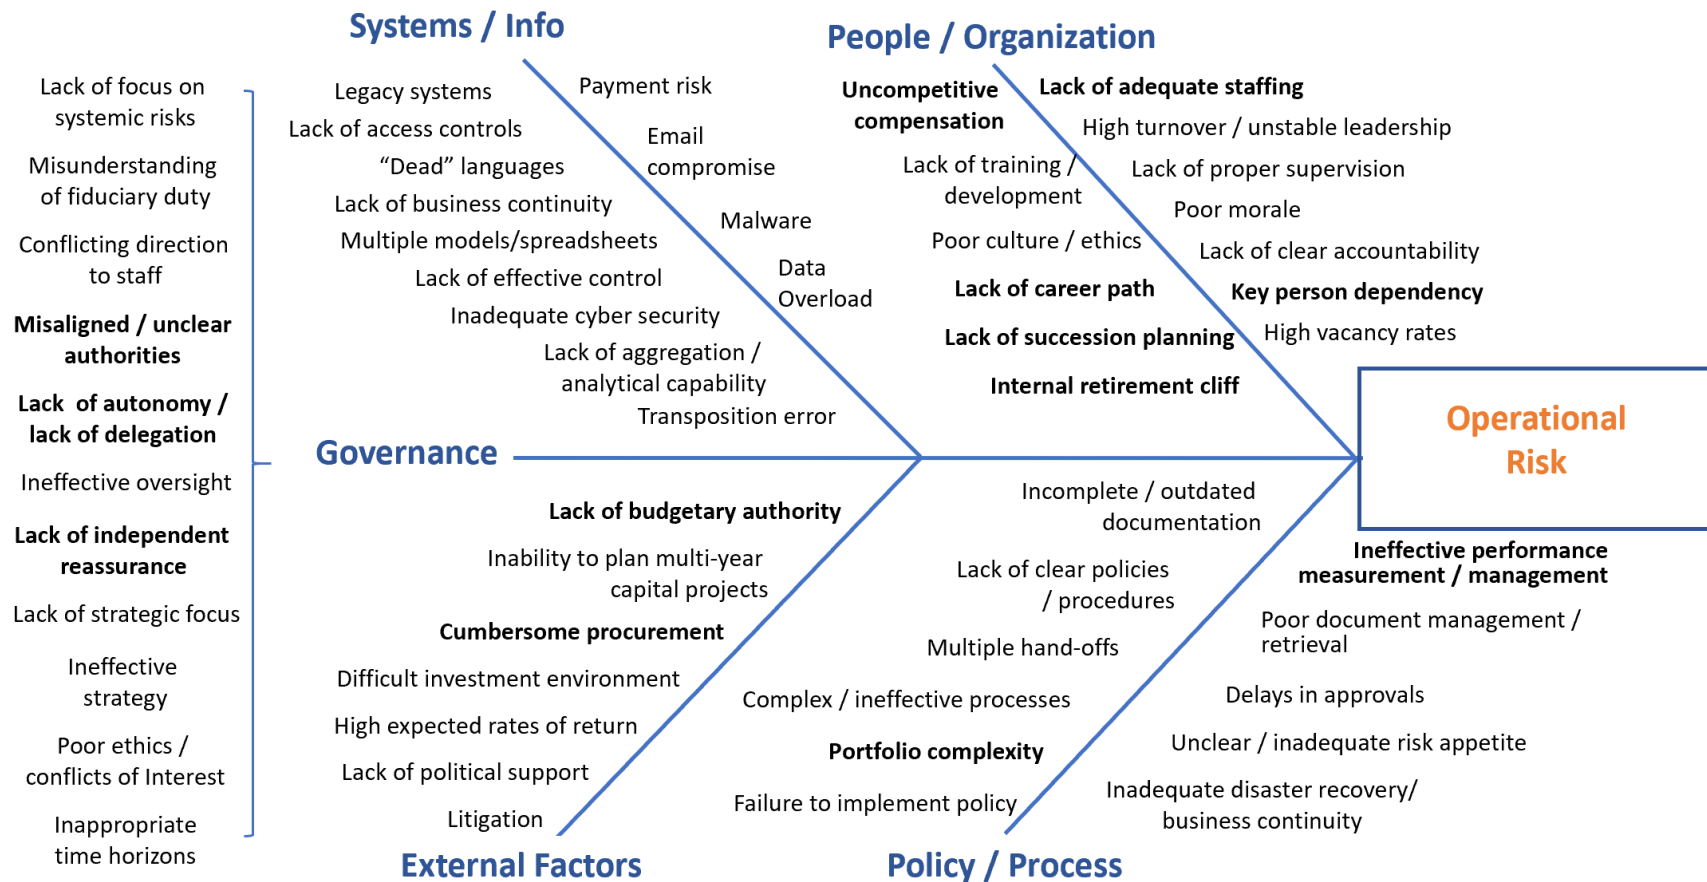 Systems / Info
People / Organization
Lack of focus on
systemic risks
Misunderstanding
of fiduciary duty
Conflicting direction
to staff
Misaligned / unclear
authorities
Lack of autonomy /
lack of delegation
Ineffective oversight
Lack of independent
reassurance
Lack of strategic focus
Ineffective
strategy
Poor ethics /
conflicts of Interest
Inappropriate
time horizons
Legacy systems
Lack of access controls
“Dead” languages
Lack of business continuity
Multiple models/spreadsheets
Lack of effective control
Inadequate cyber security
Lack of aggregation /
analytical capability
Transposition error
Payment risk
Email
compromise
Malware
Data
Overload
Uncompetitive
compensation
Lack of training /
development
Poor culture / ethics
Lack of career path
Lack of succession planning
Internal retirement cliff
Lack of adequate staffing
High turnover / unstable leadership
Lack of proper supervision
Poor morale
Lack of clear accountability
Key person dependency
High vacancy rates
Governance
Operational
Risk
Lack of budgetary authority
Inability to plan multi-year
capital projects
Cumbersome procurement
Difficult investment environment
High expected rates of return
Lack of political support
Litigation
Incomplete / outdated
documentation
Lack of clear policies
/ procedures
Multiple hand-offs
Complex / ineffective processes
Portfolio complexity
Failure to implement policy
Ineffective performance
measurement / management
Poor document management /
retrieval
Delays in approvals
Unclear / inadequate risk appetite
Inadequate disaster recovery/
business continuity
External Factors
Policy / Process